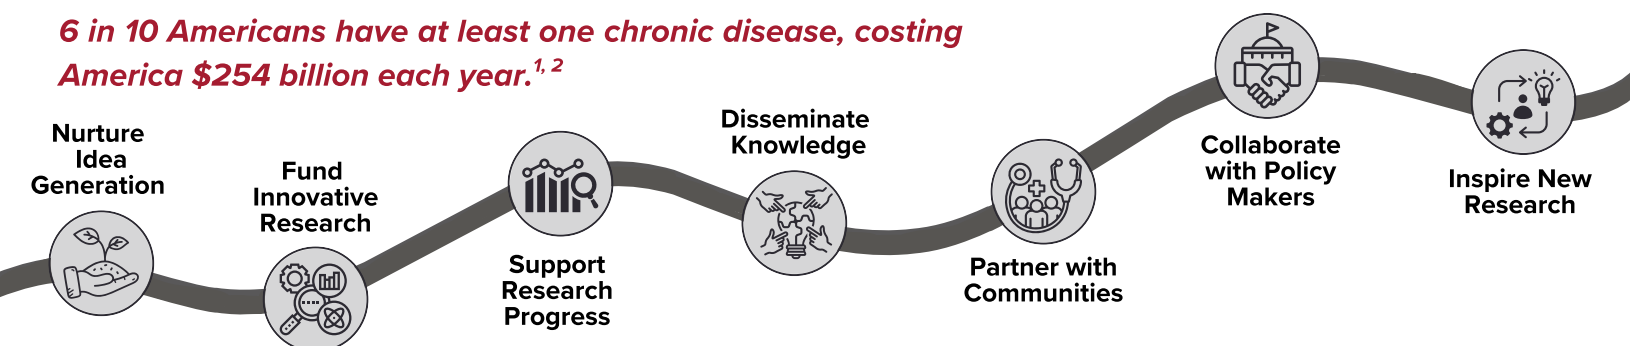 6 in 10 Americans have at least one chronic disease, costing
America $254 billion each year.1, 2
Nurture
Idea
Generation
Fund
Innovative
Research
Support
Research
Progress
Disseminate
Knowledge
Partner with
Communities
Collaborate
with Policy
Makers
Inspire New
Research